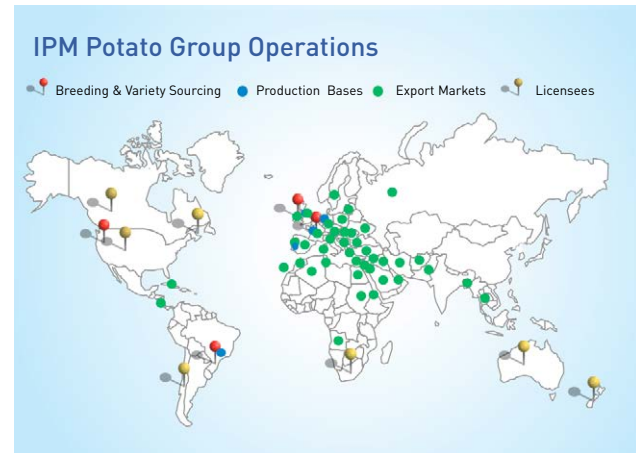 IPM Potato Group Operations
Breeding & Variety Sourcing Production Bases Export Markets Licensees